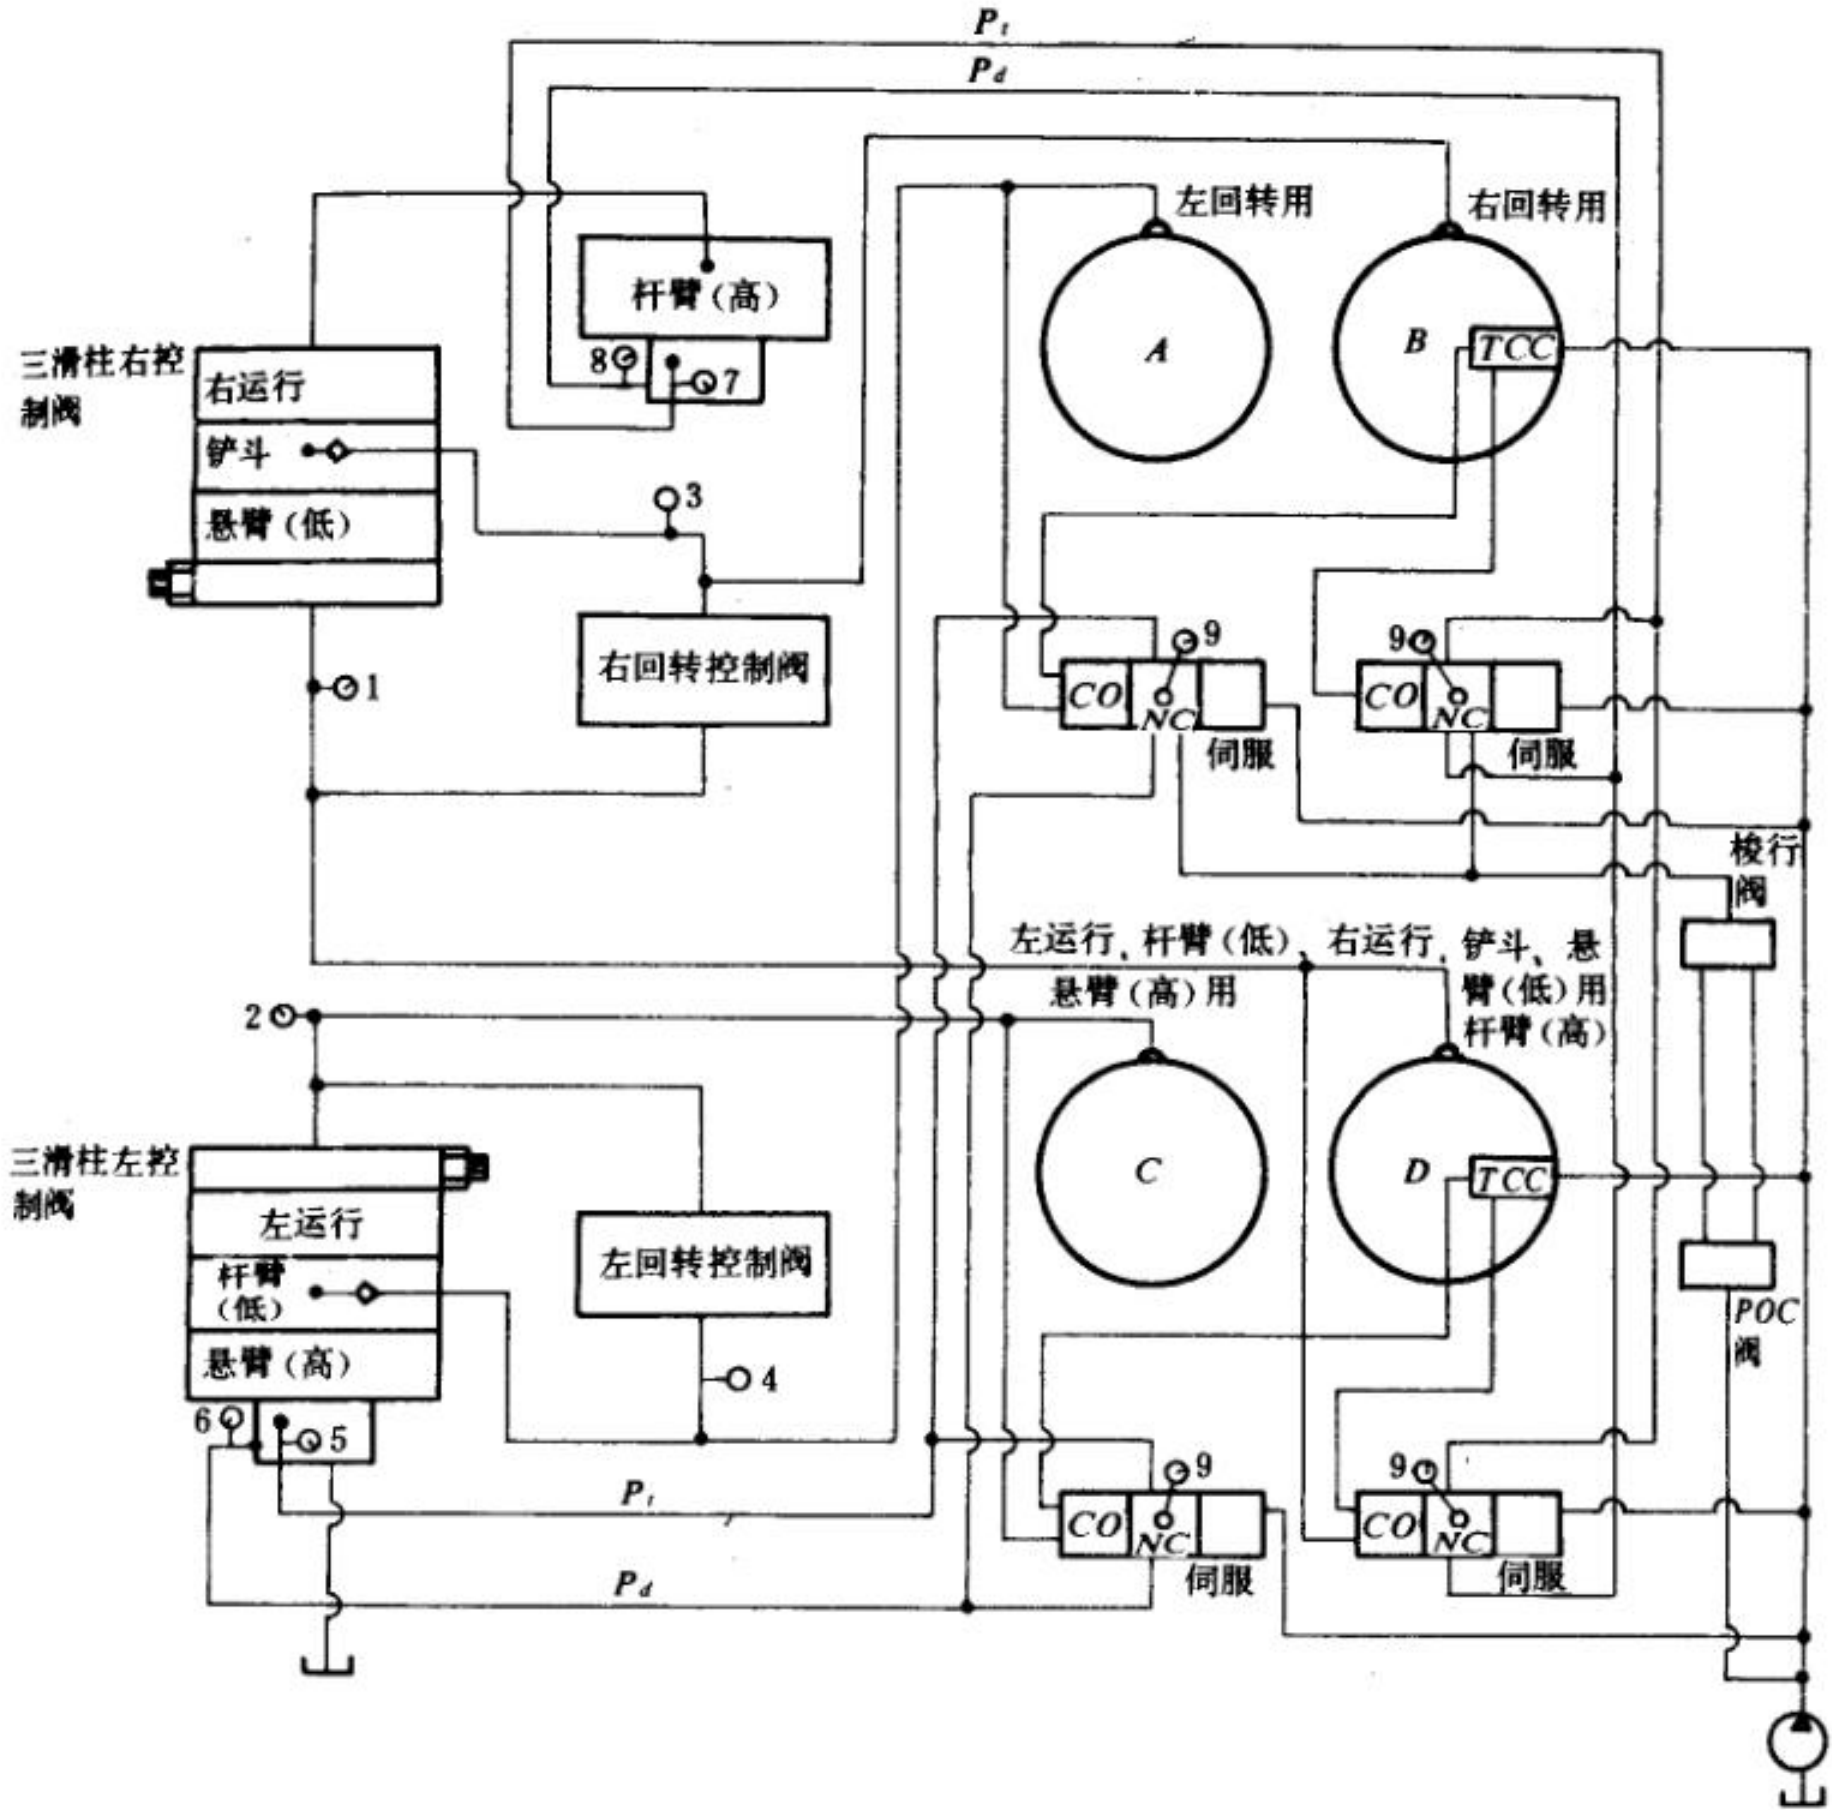 Pt
Pd
左回转用
右回转用
杆臂(高)
8
7
A
B
TCC
三滑柱右控
制阀
右运行
铲斗
悬臂(低)
3
右回转控制阀
1
9
9
CO
NC
伺服
CO
NC
伺服
梭行
阀
左运行、杆臂(低)、
悬臂(高)用
右运行、铲斗、悬
臂(低)用
杆臂(高)
2
三滑柱左控
制阀
左运行
杆臂
(低)
悬臂(高)
左回转控制阀
C
D
TCC
POC
阀
4
6
5
Pt
Pd
9
9
CO
NC
伺服
CO
NC
伺服